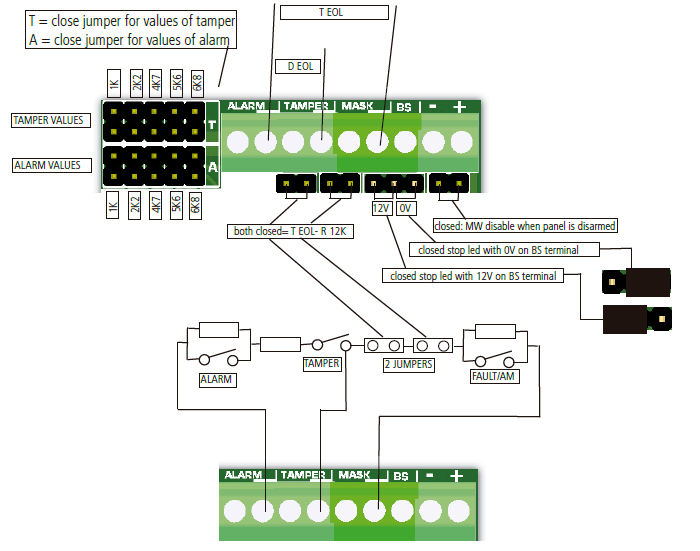 T EOL
T = close jumper for values of tamper
A = close jumper for values of alarm
D EOL
1K 2K2 4K7 5K6 6K8
ALARM TAMPER MASK BS - +
TAMPER VALUES
T
ALARM VALUES
A
1K 2K2 4K7 5K6 6K8
12V 0V
closed: MW disable when panel is disarmed
both closed= T EOL- R 12K
closed stop led with 0V on BS terminal
closed stop led with 12V on BS terminal
TAMPER
2 JUMPERS
ALARM
FAULT/AM
ALARM TAMPER MASK BS - +